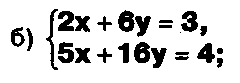 б) { 2x + 6y = 3,
5x + 16y = 4;